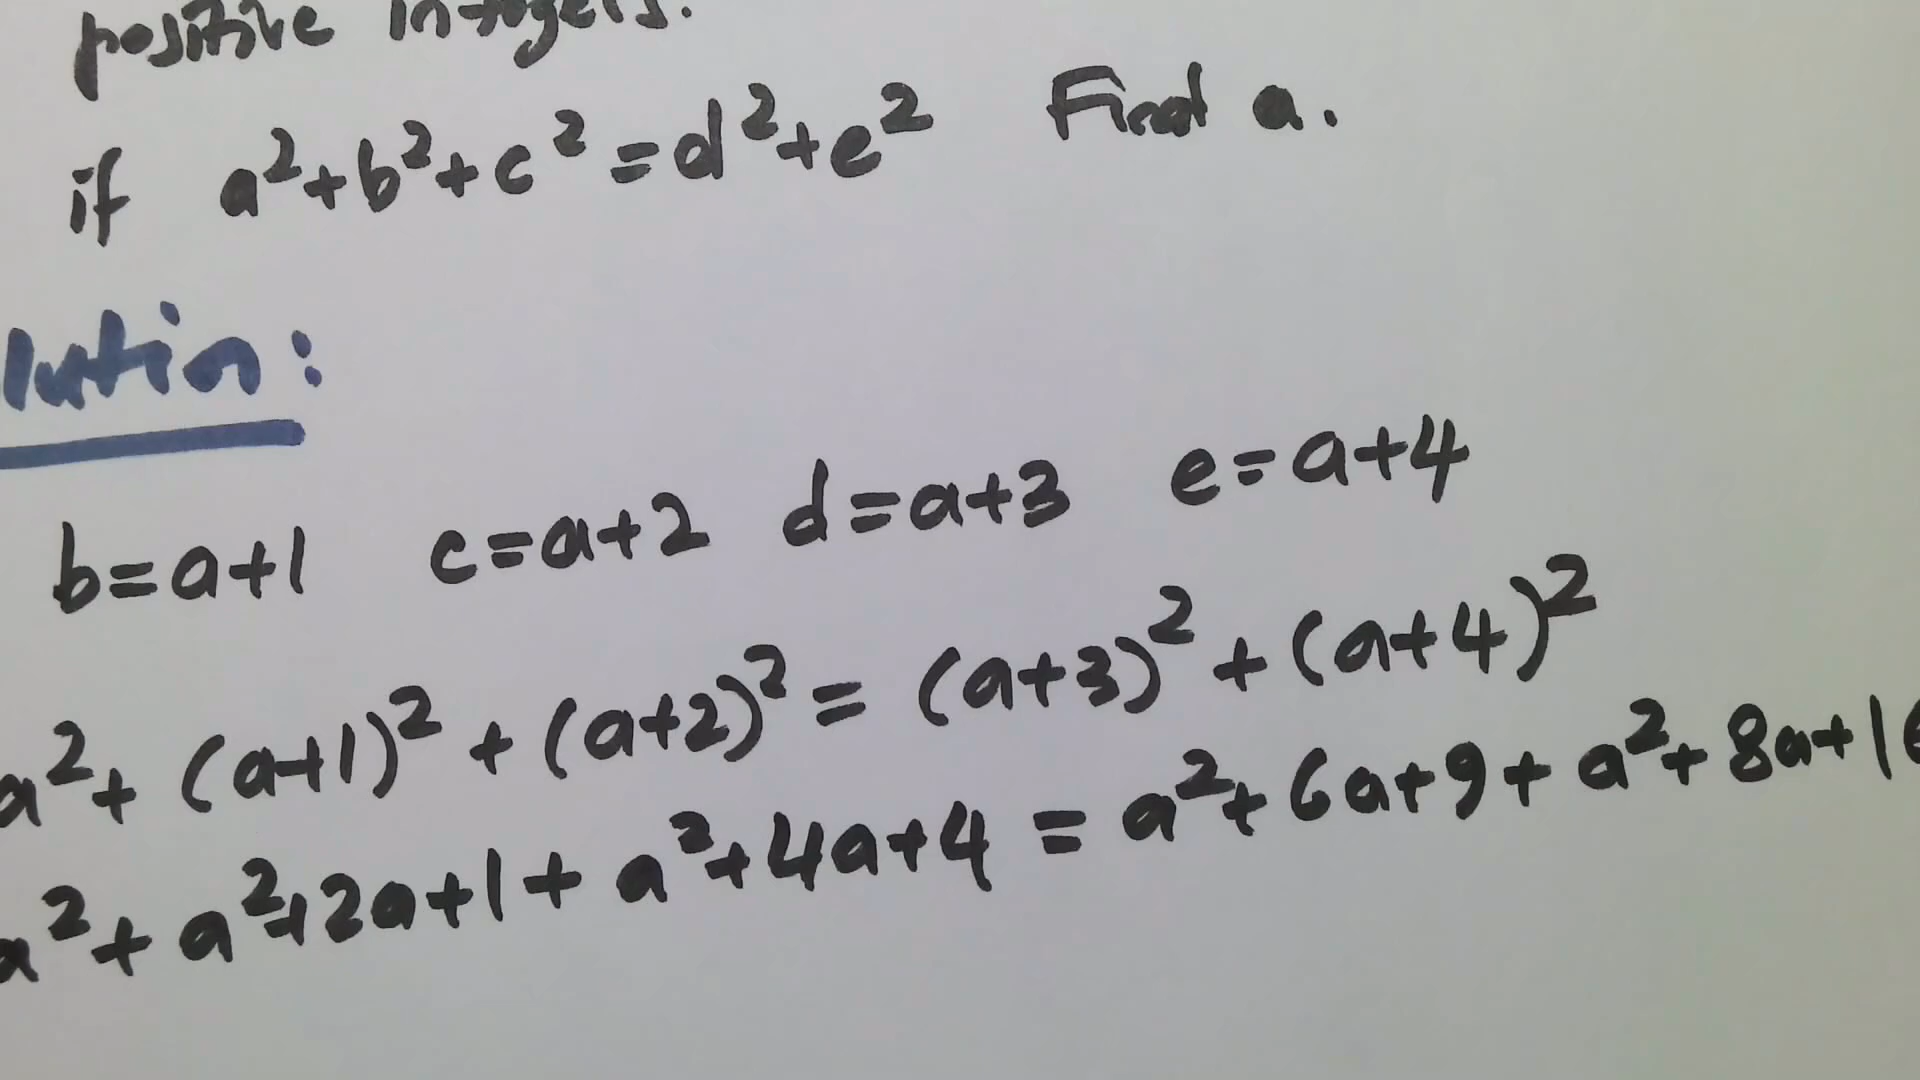 positive integers.
if a²+b²+c²=d²+e² Find a.
lution:
b=a+1 c=a+2 d=a+3 e=a+4
a²+(a+1)²+(a+2)²=(a+3)²+(a+4)²
a²+a²+2a+1+a²+4a+4=a²+6a+9+a²+8a+16